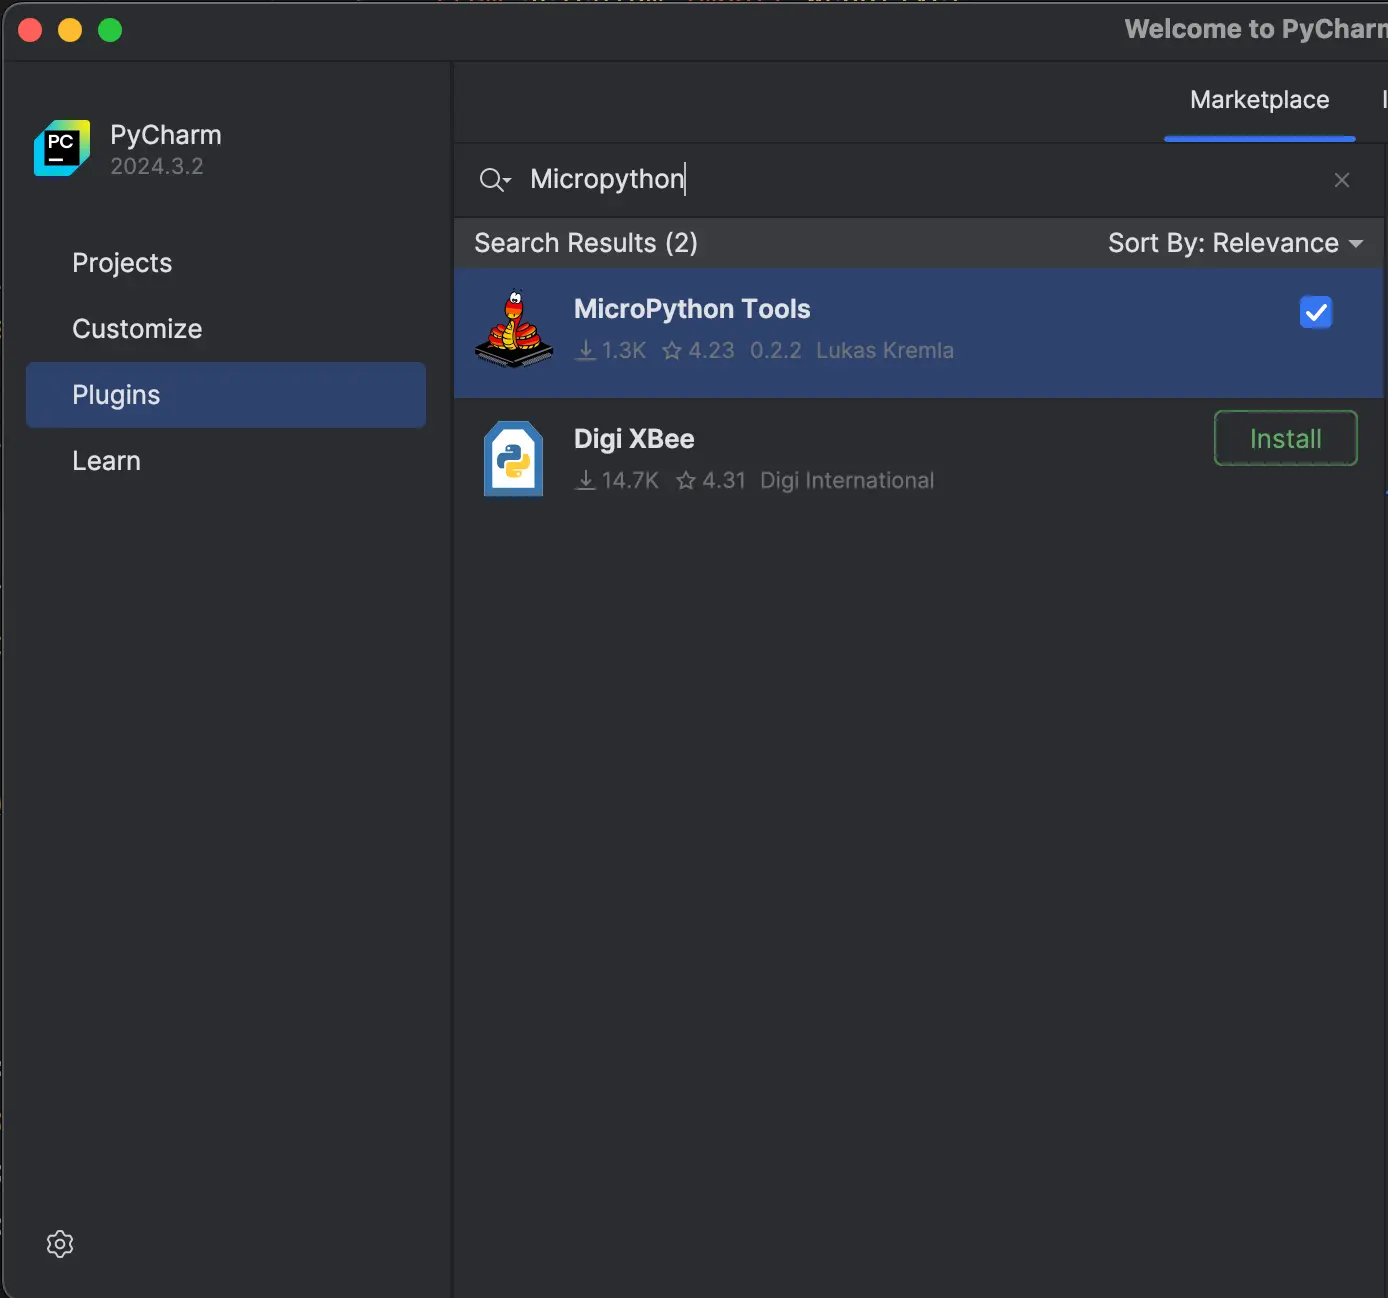 Welcome to PyCharm
PC
PyCharm
2024.3.2
Projects
Customize
Plugins
Learn
Marketplace
Micropython
Search Results (2)
Sort By: Relevance
MicroPython Tools
1.3K 4.23 0.2.2 Lukas Kremla
Digi XBee
14.7K 4.31 Digi International
Install